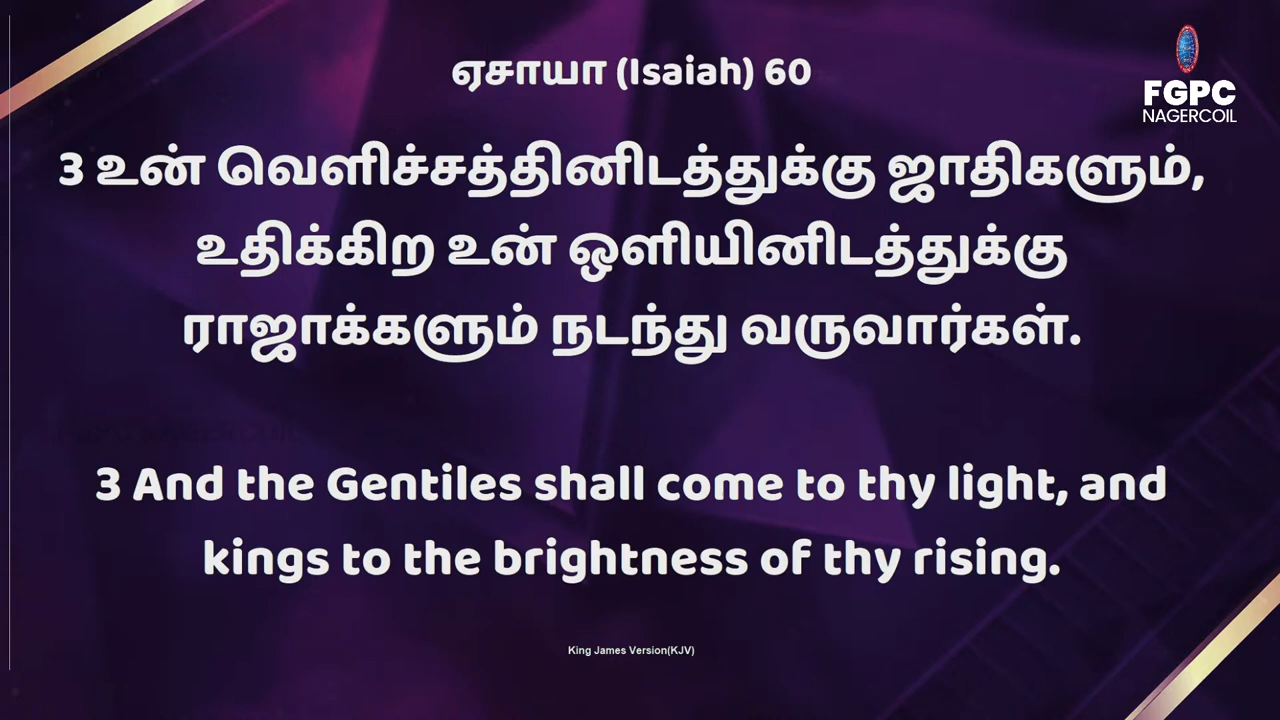 ஏசாயா (Isaiah) 60
FGPC
NAGERCOIL
3 உன் வெளிச்சத்தினிடத்துக்கு ஜாதிகளும்,
உதிக்கிற உன் ஒளியினிடத்துக்கு
ராஜாக்களும் நடந்து வருவார்கள்.
3 And the Gentiles shall come to thy light, and
kings to the brightness of thy rising.
King James Version(KJV)